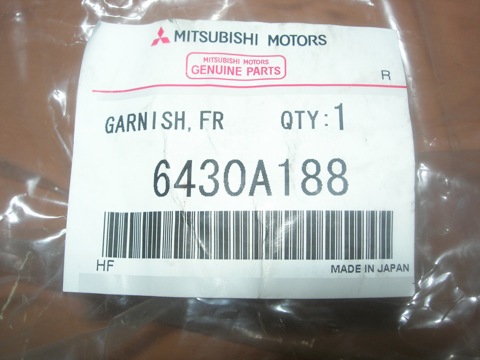 MITSUBISHI MOTORS
MITSUBISHI MOTORS
GENUINE PARTS
R
GARNISH, FR QTY:1
6430A188
HF
MADE IN JAPAN